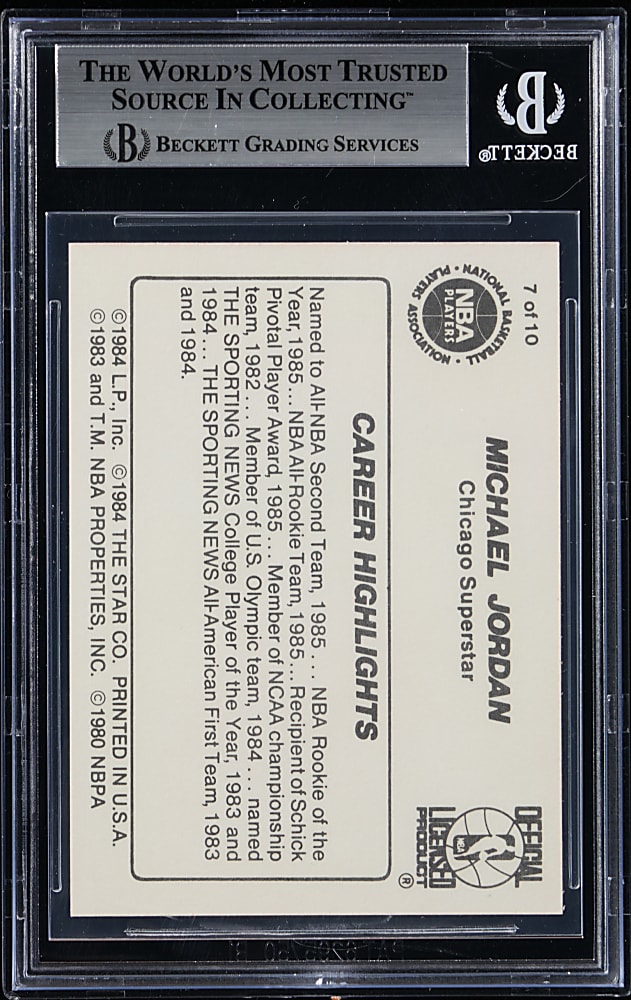 THE WORLD'S MOST TRUSTED
SOURCE IN COLLECTING™
B BECKETT GRADING SERVICES
B
BECKETT®
7 of 10
NATIONAL BASKETBALL
PLAYERS ASSOCIATION
NBA
PLAYERS
MICHAEL JORDAN
Chicago Superstar
OFFICIAL
NBA
LICENSED
PRODUCT
®
CAREER HIGHLIGHTS
Named to All-NBA Second Team, 1985 ... NBA Rookie of the
Year, 1985 ... NBA All-Rookie Team, 1985 ... Recipient of Schick
Pivotal Player Award, 1985 ... Member of NCAA championship
team, 1982 ... Member of U.S. Olympic team, 1984 ... named
THE SPORTING NEWS College Player of the Year, 1983 and
1984 ... THE SPORTING NEWS All-American First Team, 1983
and 1984.
©1984 L.P., Inc. ©1984 THE STAR CO. PRINTED IN U.S.A.
©1983 and T.M. NBA PROPERTIES, INC. ©1980 NBPA